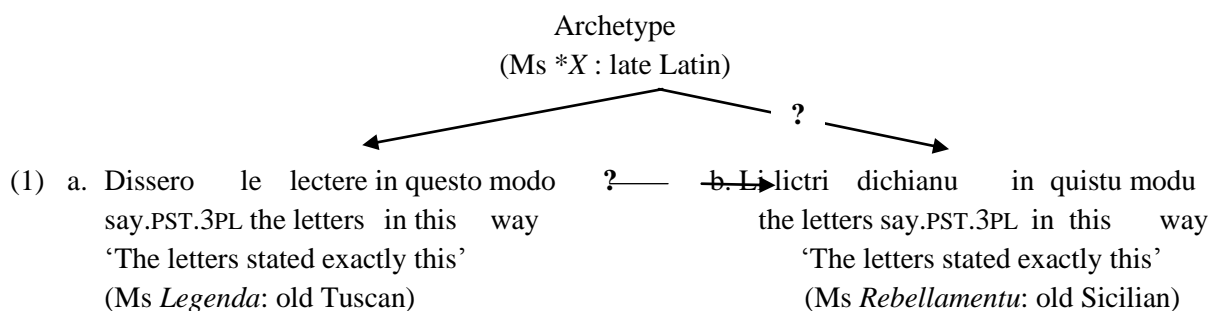 Archetype
(Ms *X : late Latin)
?
(1) a. Dissero le lectere in questo modo ? b. Li lictri dichianu in quistu modu
say.PST.3PL the letters in this way the letters say.PST.3PL in this way
‘The letters stated exactly this’ ‘The letters stated exactly this’
(Ms Legenda: old Tuscan) (Ms Rebellamentu: old Sicilian)